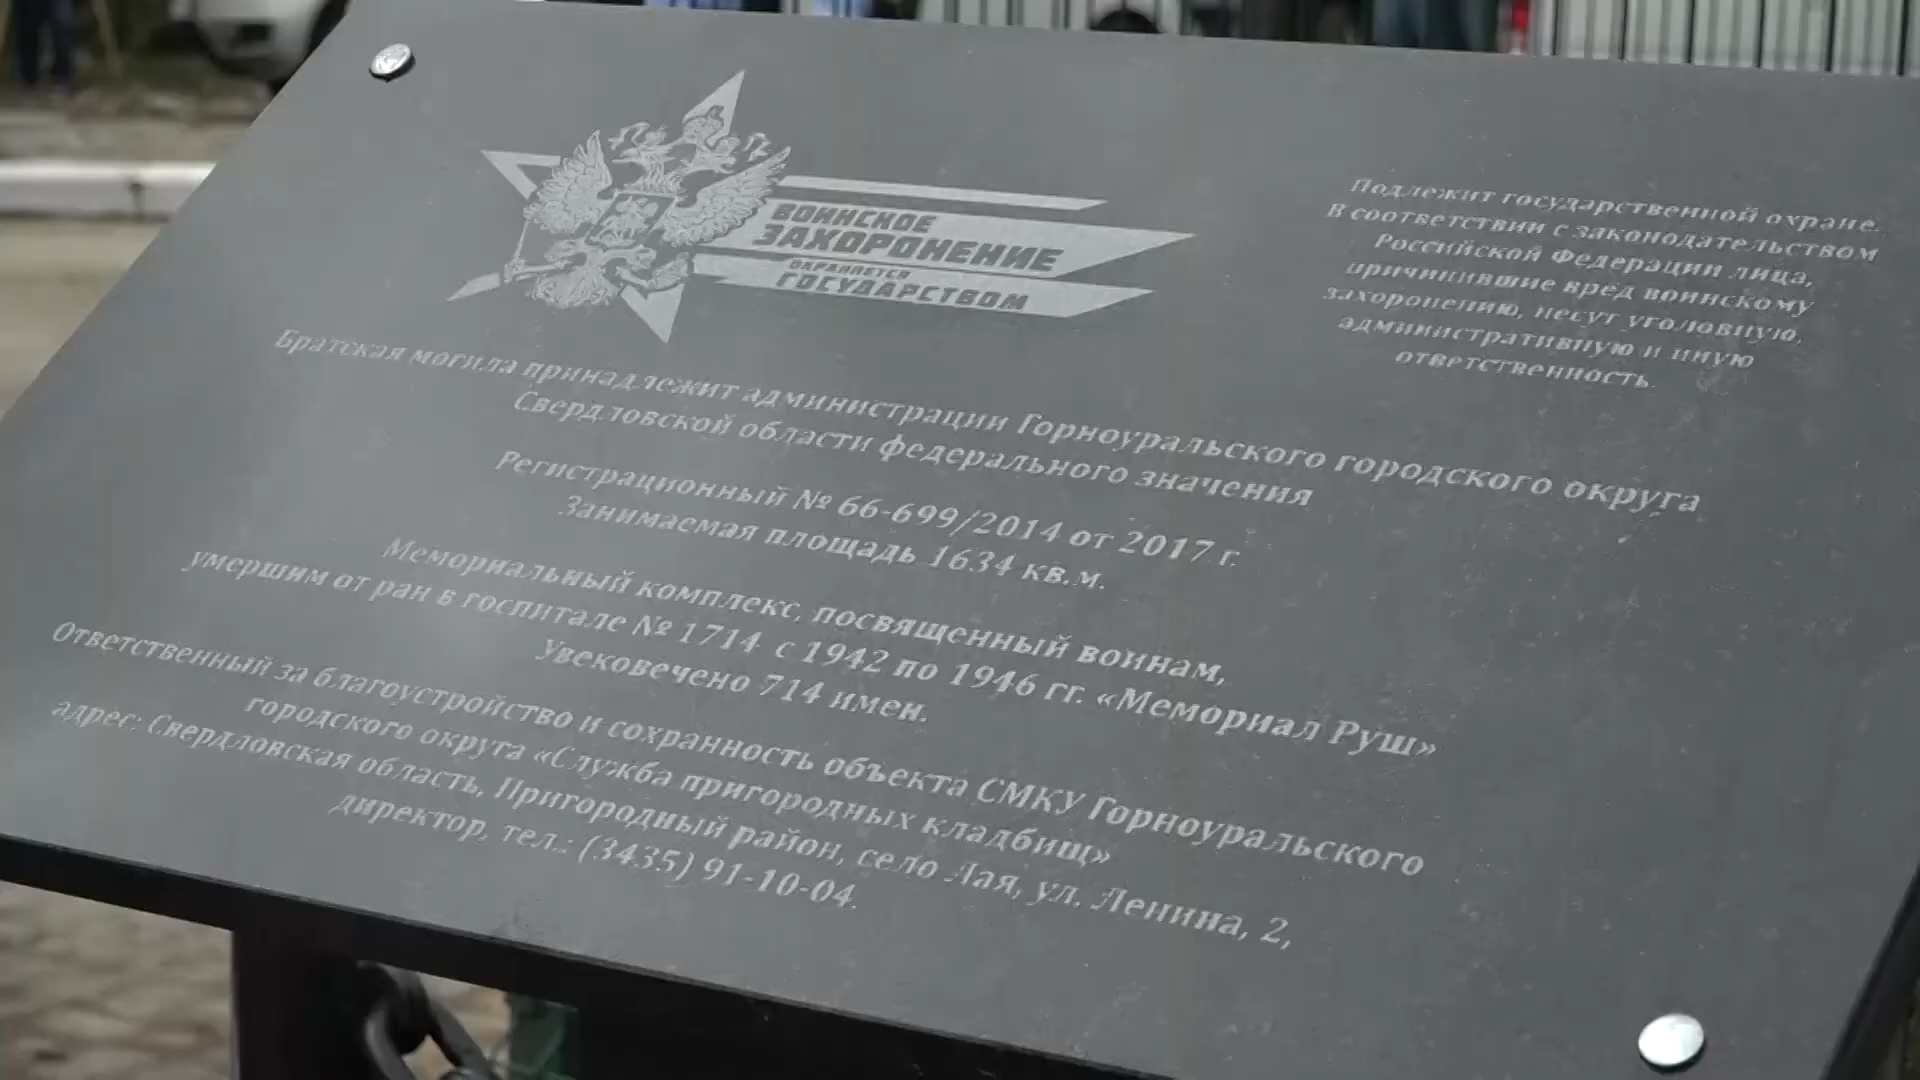 ВОИНСКОЕ
ЗАХОРОНЕНИЕ
ОХРАНЯЕТСЯ
ГОСУДАРСТВОМ
Подлежит государственной охране.
В соответствии с законодательством
Российской Федерации лица,
причинившие вред воинскому
захоронению, несут уголовную,
административную и иную
ответственность.
Братская могила принадлежит администрации Горноуральского городского округа
Свердловской области федерального значения
Регистрационный № 66-699/2014 от 2017 г.
Занимаемая площадь 1634 кв.м.
Мемориальный комплекс, посвященный воинам,
умершим от ран в госпитале № 1714 с 1942 по 1946 гг. «Мемориал Руш»
Увековечено 714 имен.
Ответственный за благоустройство и сохранность объекта СМКУ Горноуральского
городского округа «Служба пригородных кладбищ»
адрес: Свердловская область, Пригородный район, село Лая, ул. Ленина, 2,
директор, тел.: (3435) 91-10-04.